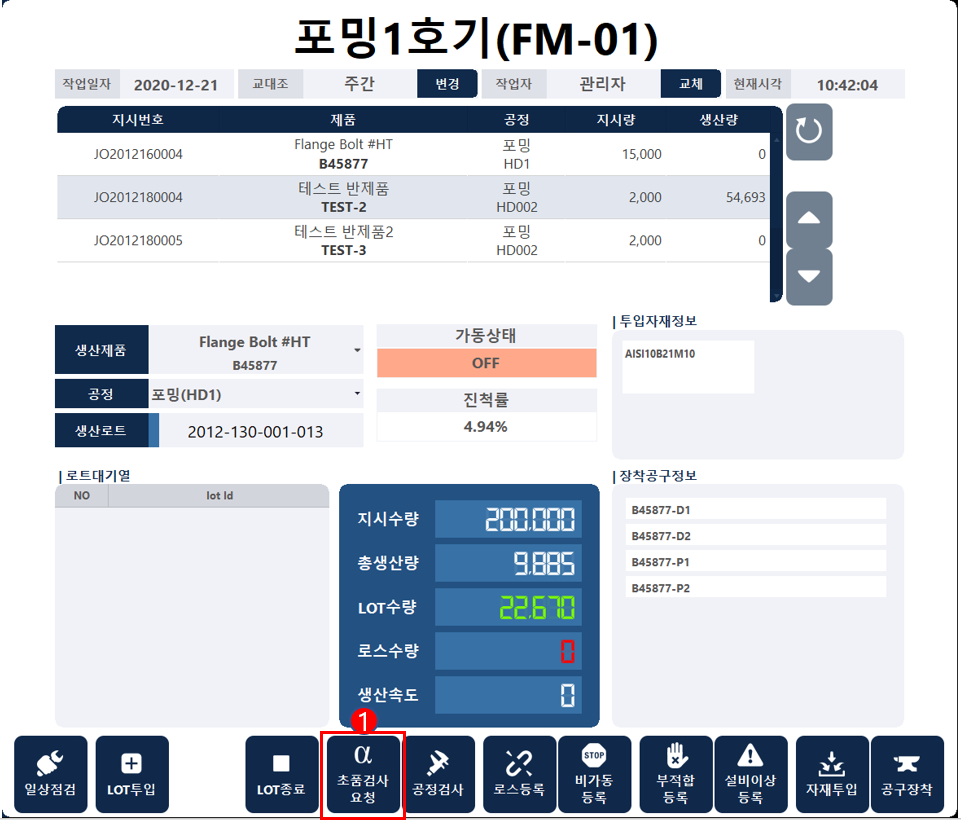 포밍1호기(FM-01)
작업일자 2020-12-21 교대조 주간 변경 작업자 관리자 교체 현재시각 10:42:04
지시번호 제품 공정 지시량 생산량
JO2012160004 Flange Bolt #HT B45877 포밍 HD1 15,000 0
JO2012180004 테스트 반제품 TEST-2 포밍 HD002 2,000 54,693
JO2012180005 테스트 반제품2 TEST-3 포밍 HD002 2,000 0
생산제품 Flange Bolt #HT
B45877
공정 포밍(HD1)
생산로트 2012-130-001-013
가동상태
OFF
진척률
4.94%
투입자재정보
AISI10B21M10
로트대기열
NO lot Id
지시수량 200,000
총생산량 9,885
LOT수량 22,670
로스수량 0
생산속도 0
장착공구정보
B45877-D1
B45877-D2
B45877-P1
B45877-P2
1
일상점검
LOT투입
LOT종료
α
초품검사
요청
공정검사
로스등록
STOP
비가동
등록
부적합
등록
설비이상
등록
자재투입
공구장착